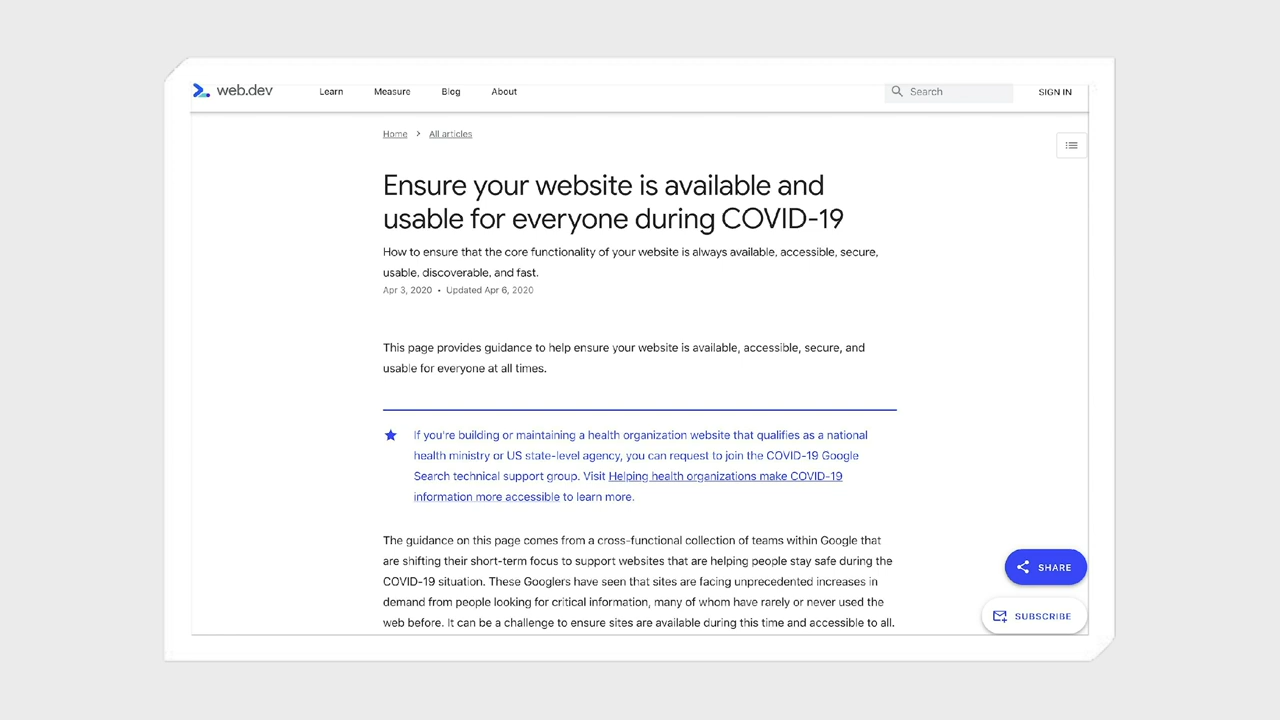 web.dev Learn Measure Blog About Search SIGN IN
Home > All articles
Ensure your website is available and
usable for everyone during COVID-19
How to ensure that the core functionality of your website is always available, accessible, secure,
usable, discoverable, and fast.
Apr 3, 2020 • Updated Apr 6, 2020
This page provides guidance to help ensure your website is available, accessible, secure, and
usable for everyone at all times.
If you're building or maintaining a health organization website that qualifies as a national
health ministry or US state-level agency, you can request to join the COVID-19 Google
Search technical support group. Visit Helping health organizations make COVID-19
information more accessible to learn more.
The guidance on this page comes from a cross-functional collection of teams within Google that
are shifting their short-term focus to support websites that are helping people stay safe during the
COVID-19 situation. These Googlers have seen that sites are facing unprecedented increases in
demand from people looking for critical information, many of whom have rarely or never used the
web before. It can be a challenge to ensure sites are available during this time and accessible to all.
SHARE
SUBSCRIBE